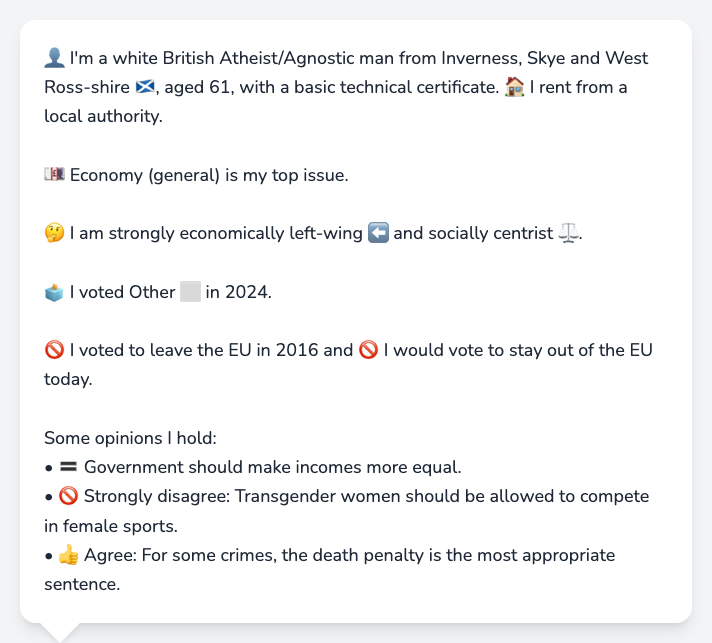 👤 I'm a white British Atheist/Agnostic man from Inverness, Skye and West
Ross-shire 🏴󠁧󠁢󠁳󠁣󠁴󠁿, aged 61, with a basic technical certificate. 🏠 I rent from a
local authority.
💷 Economy (general) is my top issue.
🤔 I am strongly economically left-wing ⬅️ and socially centrist ⚖️.
🗳️ I voted Other ⬜ in 2024.
🚫 I voted to leave the EU in 2016 and 🚫 I would vote to stay out of the EU
today.
Some opinions I hold:
• 🟰 Government should make incomes more equal.
• 🚫 Strongly disagree: Transgender women should be allowed to compete
in female sports.
• 👍 Agree: For some crimes, the death penalty is the most appropriate
sentence.